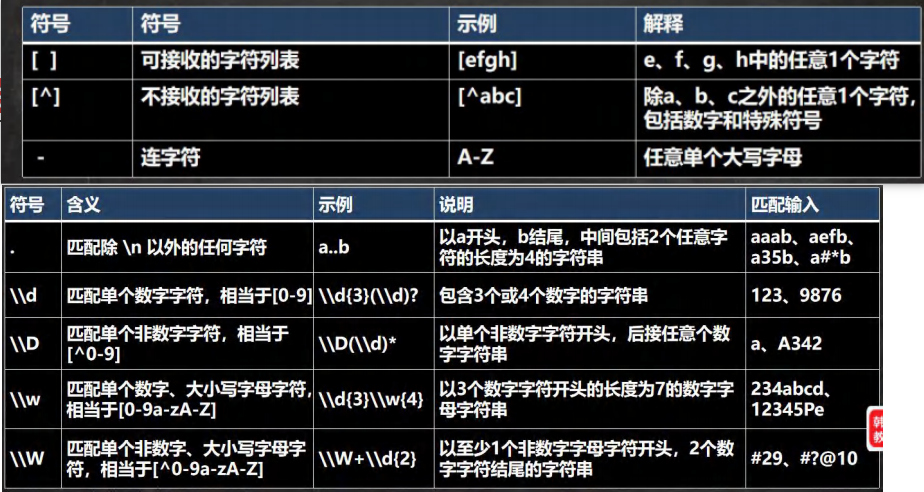 符号 符号 示例 解释
[ ] 可接收的字符列表 [efgh] e、f、g、h中的任意1个字符
[^] 不接收的字符列表 [^abc] 除a、b、c之外的任意1个字符，
包括数字和特殊符号
- 连字符 A-Z 任意单个大写字母
符号 含义 示例 说明 匹配输入
. 匹配除 \n 以外的任何字符 a..b 以a开头，b结尾，中间包括2个任意字 aaab、aefb、
符的长度为4的字符串 a35b、a#*b
\\d 匹配单个数字字符，相当于[0-9] \\d{3}(\\d)? 包含3个或4个数字的字符串 123、9876
\\D 匹配单个非数字字符，相当于 \\D(\\d)* 以单个非数字字符开头，后接任意个数 a、A342
[^0-9] 字字符串
\\w 匹配单个数字、大小写字母字符， \\d{3}\\w{4} 以3个数字字符开头的长度为7的数字字 234abcd、
相当于[0-9a-zA-Z] 母字符串 12345Pe
\\W 匹配单个非数字、大小写字母字 \\W+\\d{2} 以至少1个非数字字母字符开头，2个数 #29、#?@10
符，相当于[^0-9a-zA-Z] 字字符结尾的字符串
韩
教